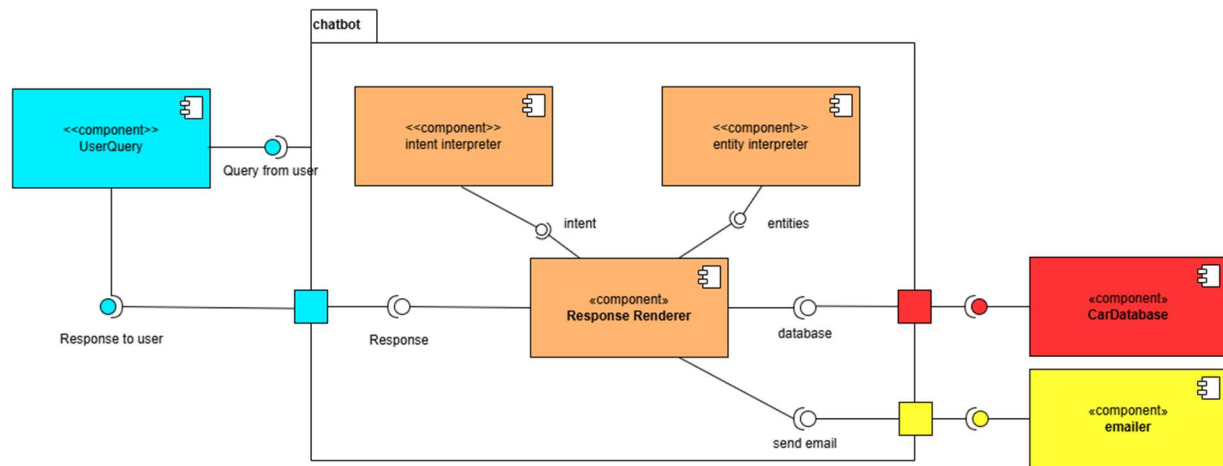 chatbot
<<component>>
UserQuery
Query from user
Response to user
<<component>>
intent interpreter
<<component>>
entity interpreter
intent
entities
«component»
Response Renderer
Response
database
send email
«component»
CarDatabase
«component»
emailer